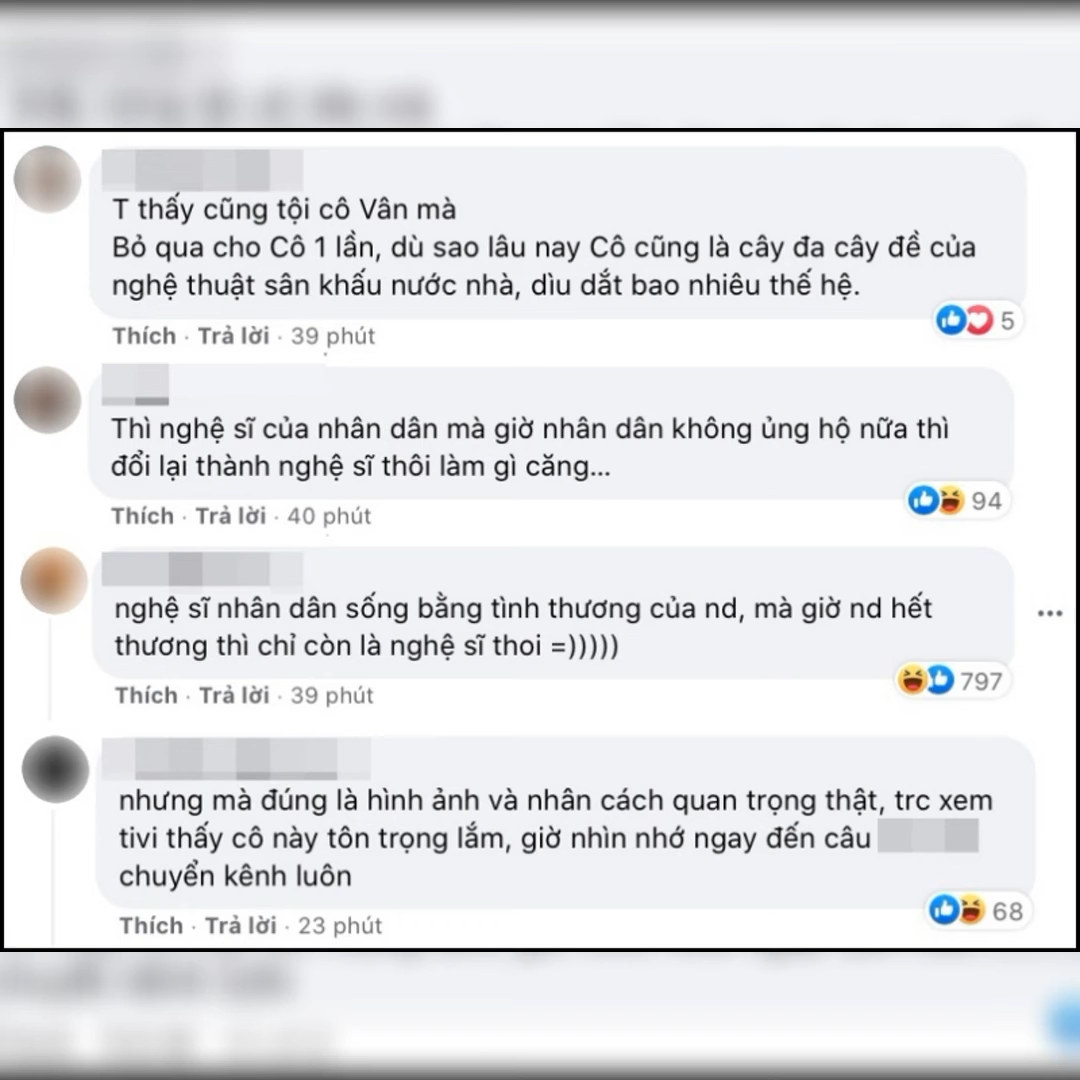 T thấy cũng tội cô Vân mà
Bỏ qua cho Cô 1 lần, dù sao lâu nay Cô cũng là cây đa cây đề của
nghệ thuật sân khấu nước nhà, dìu dắt bao nhiêu thế hệ.
5
Thích · Trả lời · 39 phút
Thì nghệ sĩ của nhân dân mà giờ nhân dân không ủng hộ nữa thì
đổi lại thành nghệ sĩ thôi làm gì căng...
94
Thích · Trả lời · 40 phút
nghệ sĩ nhân dân sống bằng tình thương của nd, mà giờ nd hết
thương thì chỉ còn là nghệ sĩ thoi =)))))
797
Thích · Trả lời · 39 phút
nhưng mà đúng là hình ảnh và nhân cách quan trọng thật, trc xem
tivi thấy cô này tôn trọng lắm, giờ nhìn nhớ ngay đến câu
chuyển kênh luôn
68
Thích · Trả lời · 23 phút